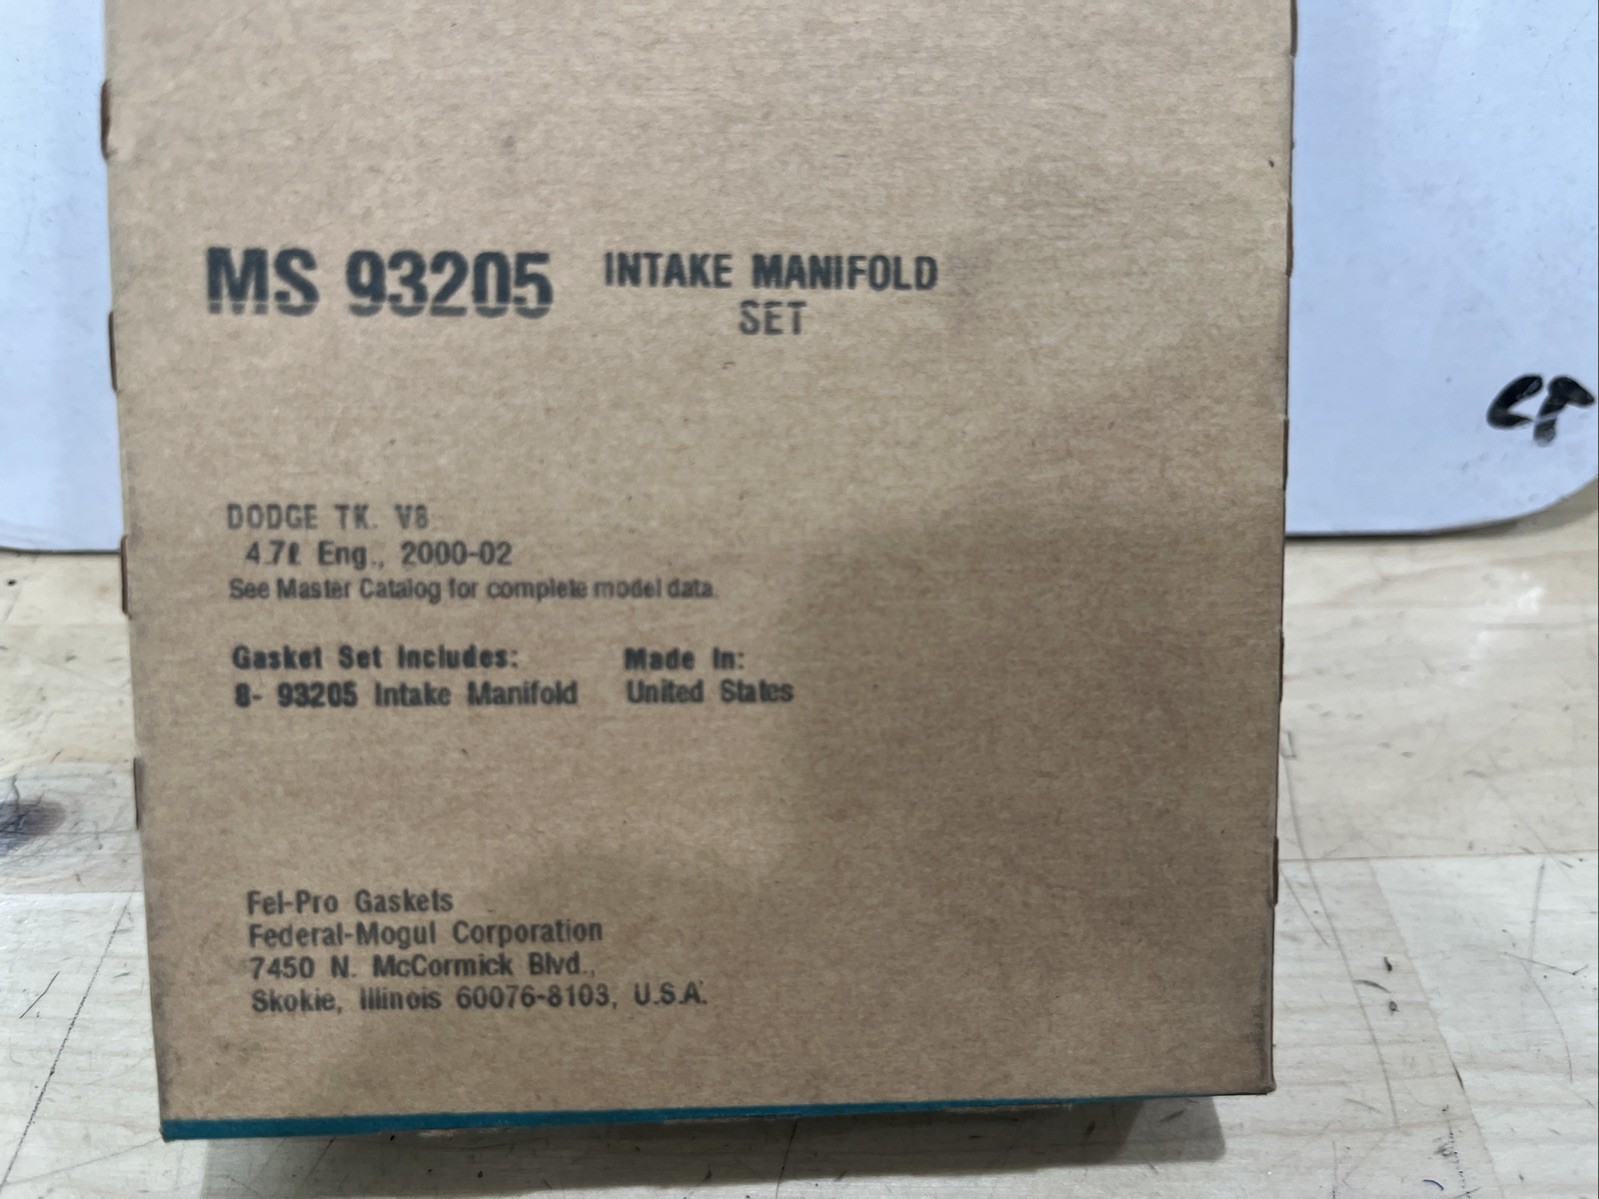 MS 93205 INTAKE MANIFOLD
SET
DODGE TK. V8
4.7ℓ Eng., 2000-02
See Master Catalog for complete model data.
Gasket Set Includes: Made In:
8- 93205 Intake Manifold United States
Fel-Pro Gaskets
Federal-Mogul Corporation
7450 N. McCormick Blvd.,
Skokie, Illinois 60076-8103, U.S.A.